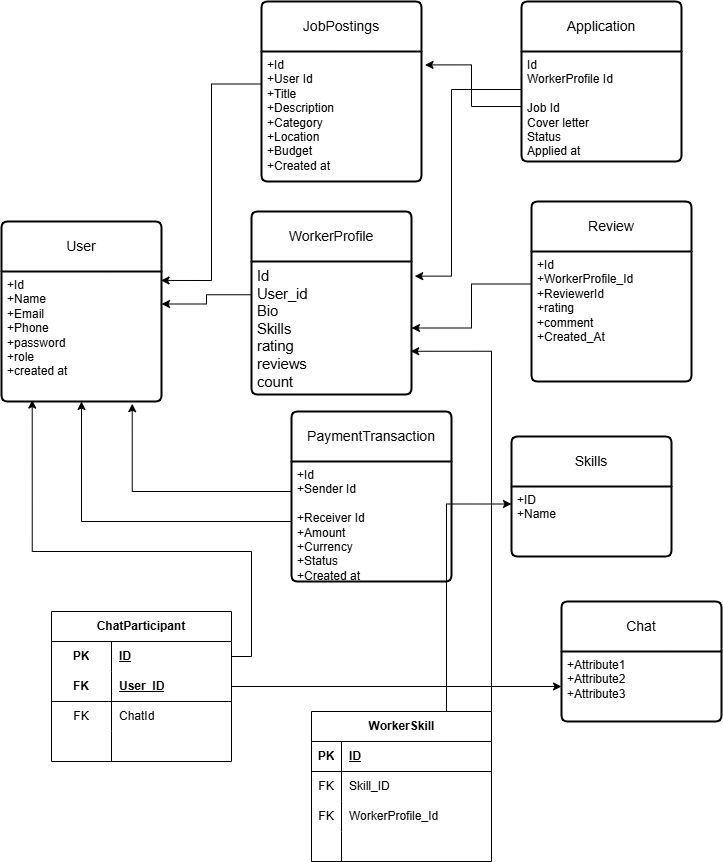 JobPostings
+Id
+User Id
+Title
+Description
+Category
+Location
+Budget
+Created at
Application
Id
WorkerProfile Id
Job Id
Cover letter
Status
Applied at
User
+Id
+Name
+Email
+Phone
+password
+role
+created at
WorkerProfile
Id
User_id
Bio
Skills
rating
reviews
count
Review
+Id
+WorkerProfile_Id
+ReviewerId
+rating
+comment
+Created_At
PaymentTransaction
+Id
+Sender Id
+Receiver Id
+Amount
+Currency
+Status
+Created at
Skills
+ID
+Name
ChatParticipant
PK ID
FK User_ID
FK ChatId
Chat
+Attribute1
+Attribute2
+Attribute3
WorkerSkill
PK ID
FK Skill_ID
FK WorkerProfile_Id